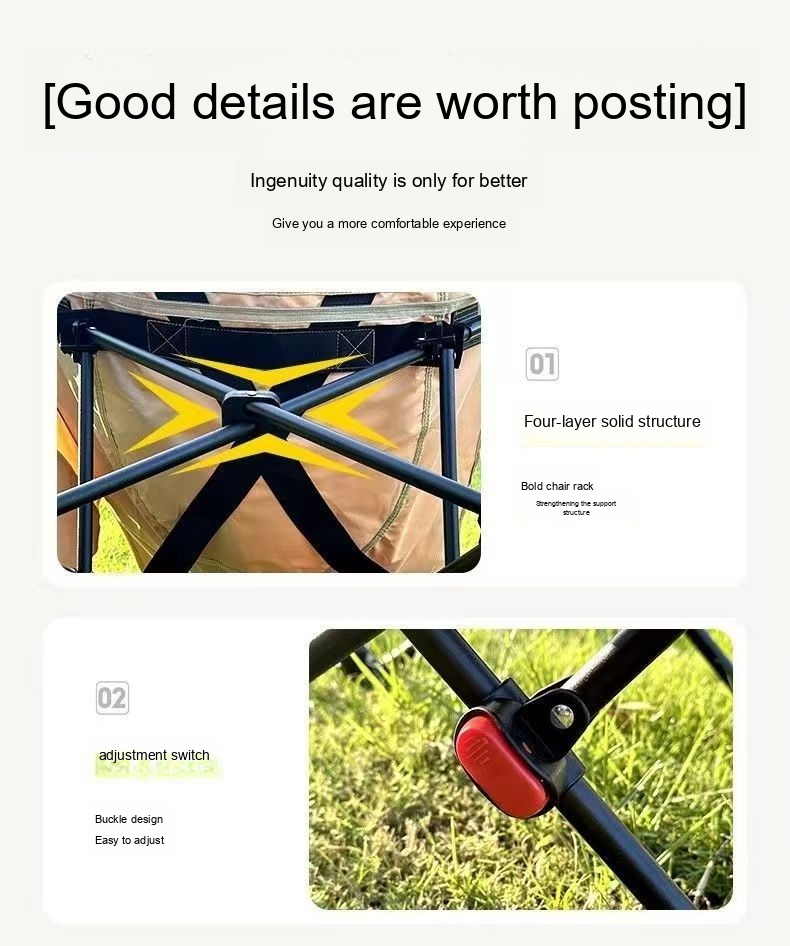 [Good details are worth posting]
Ingenuity quality is only for better
Give you a more comfortable experience
01
Four-layer solid structure
Bold chair rack
Strengthening the support
structure
02
adjustment switch
Buckle design
Easy to adjust